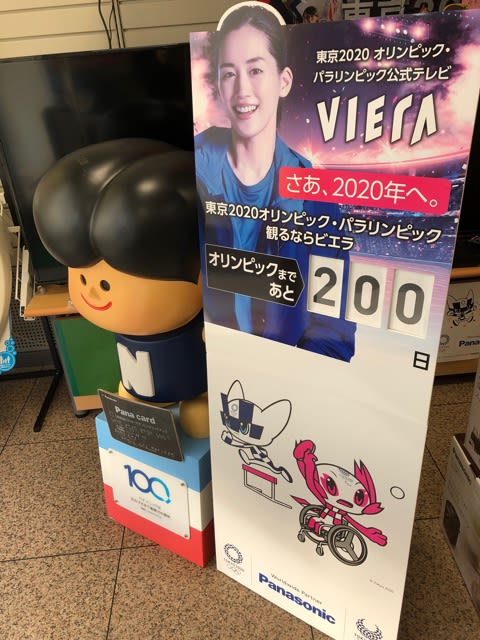 東京2020 オリンピック・
パラリンピック公式テレビ
VIERA
さあ、2020年へ。
東京2020オリンピック・パラリンピック
観るならビエラ
オリンピックまで
あと
200
日
N
Pana card
100
Worldwide Partner
Panasonic